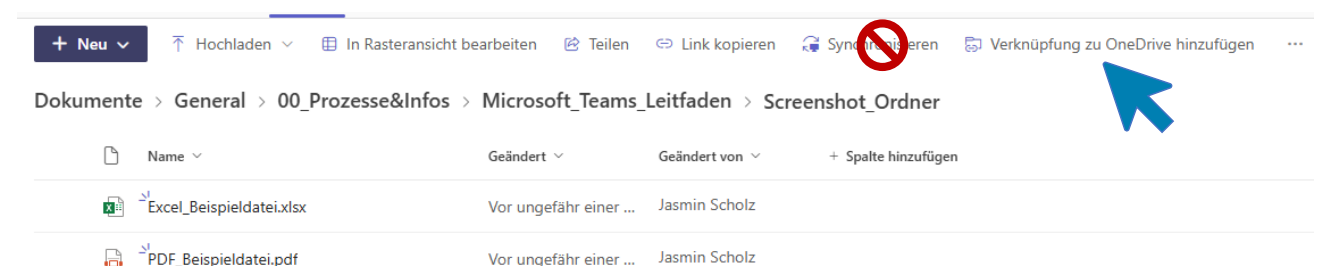 + Neu Hochladen In Rasteransicht bearbeiten Teilen Link kopieren Synchronisieren Verknüpfung zu OneDrive hinzufügen ...
Dokumente > General > 00_Prozesse&Infos > Microsoft_Teams_Leitfaden > Screenshot_Ordner
Name Geändert Geändert von + Spalte hinzufügen
Excel_Beispieldatei.xlsx Vor ungefähr einer ... Jasmin Scholz
PDF_Beispieldatei.pdf Vor ungefähr einer ... Jasmin Scholz